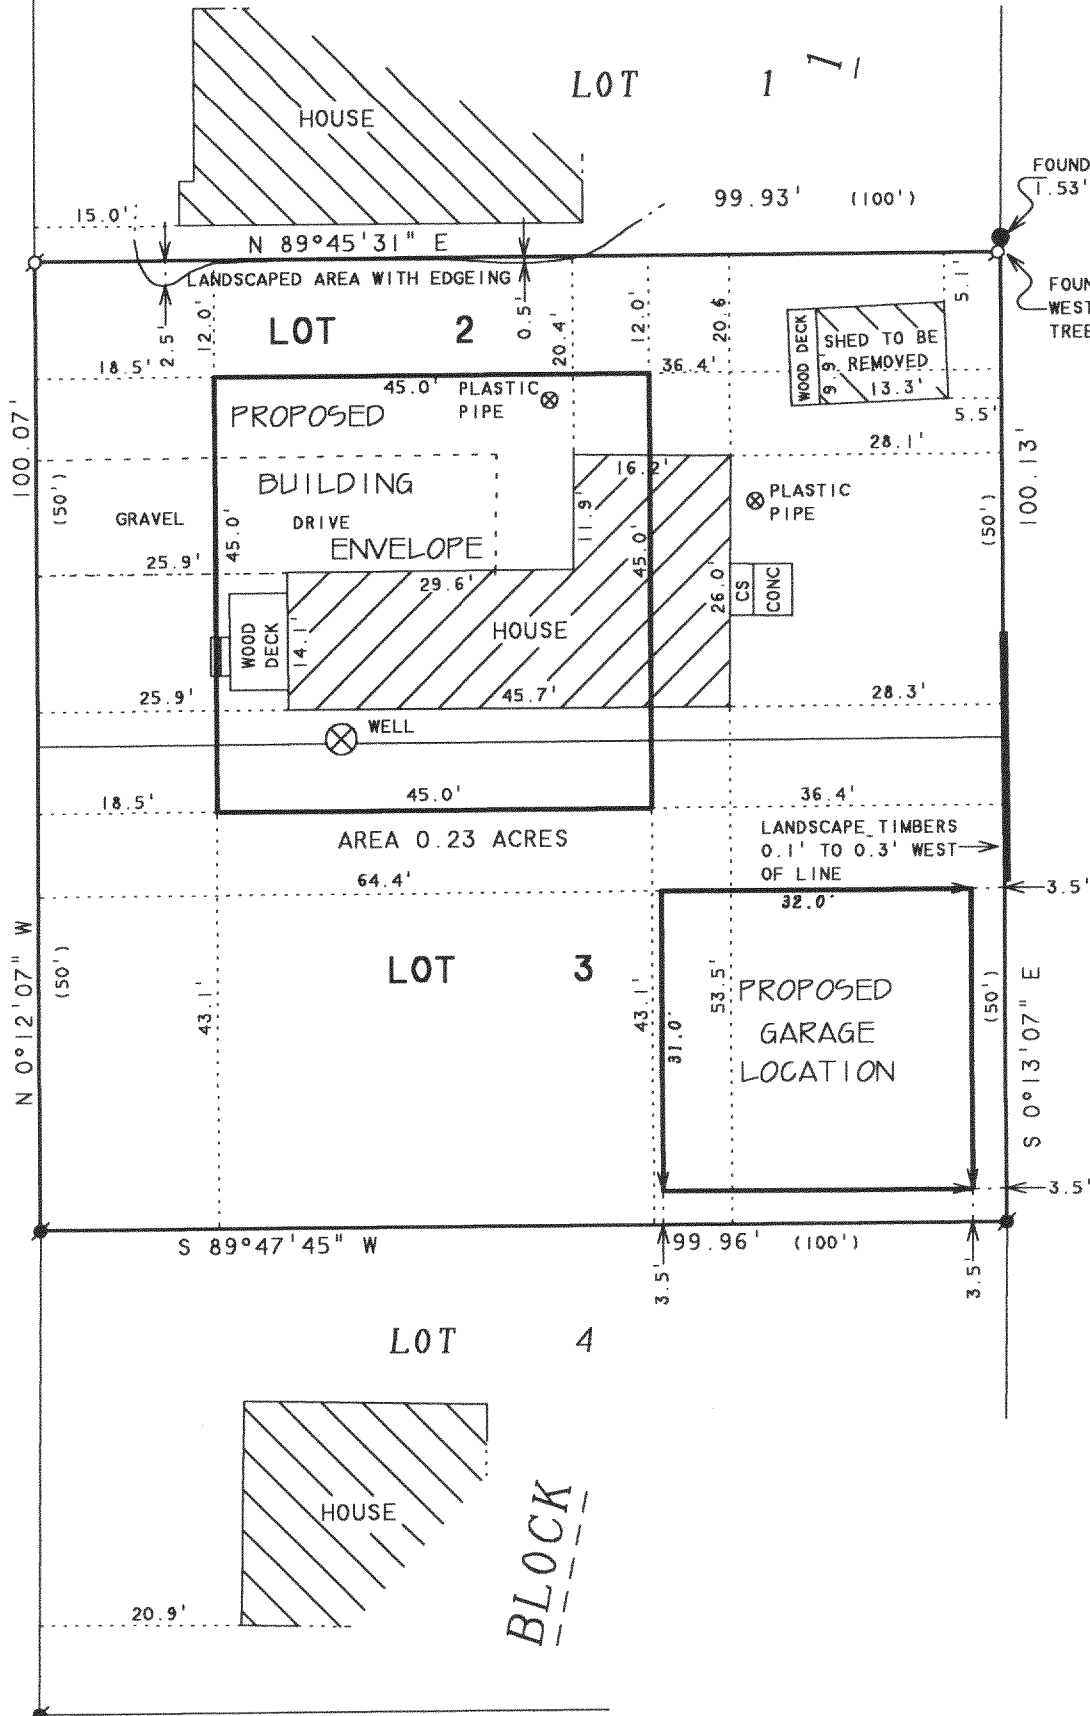 LOT 1 1
HOUSE
FOUND
1.53'
99.93' (100')
15.0'
N 89°45'31" E
LANDSCAPED AREA WITH EDGEING
FOUN
WEST
TREE
5.1'
2.5'
12.0'
LOT 2
0.5'
20.4'
12.0'
20.6
WOOD DECK
SHED TO BE
REMOVED
9.9'
13.3'
18.5'
45.0'
36.4'
PLASTIC
PIPE
5.5'
PROPOSED
28.1'
100.07'
(50')
BUILDING
16.2'
11.9'
PLASTIC
PIPE
(50')
100.13'
GRAVEL
45.0'
DRIVE
ENVELOPE
45.0'
25.9'
29.6'
26.0'
CS
CONC
WOOD
DECK
14.1'
HOUSE
25.9'
45.7'
28.3'
WELL
18.5'
45.0'
36.4'
AREA 0.23 ACRES
LANDSCAPE TIMBERS
0.1' TO 0.3' WEST
OF LINE
64.4'
3.5'
32.0'
N 0°12'07" W
(50')
LOT 3
43.1'
43.1'
31.0'
53.5'
PROPOSED
GARAGE
LOCATION
(50')
S 0°13'07" E
3.5'
S 89°47'45" W
99.96' (100')
3.5'
3.5'
LOT 4
HOUSE
BLOCK
20.9'